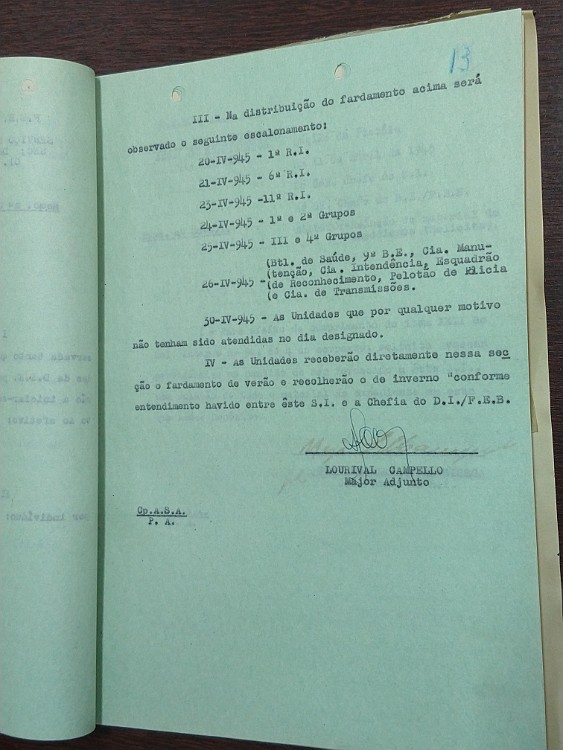 13
III - Na distribuição do fardamento acima será
observado o seguinte escalonamento:
20-IV-945 - 1º R.I.
21-IV-945 - 6º R.I.
23-IV-945 -11º R.I.
24-IV-945 - 1º e 2º Grupos
25-IV-945 - III e 4º Grupos
(Btl. de Saúde, 9º B.E., Cia. Manu-
(tenção, Cia. Intendência, Esquadrão
26-IV-945 -(de Reconhecimento, Pelotão de Plicia
(e Cia. de Transmissões.
30-IV-945 - As Unidades que por qualquer motivo
não tenham sido atendidas no dia designado.
IV - As Unidades receberão diretamente nessa sec
ção o fardamento de verão e recolherão o de inverno "conforme
entendimento havido entre êsto S.I. e a Chefia do D.I./F.E.B.
LOURIVAL CAMPELLO
Major Adjunto
Cp.A.B.A.
P. A.